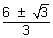 (6 ± √3)/3